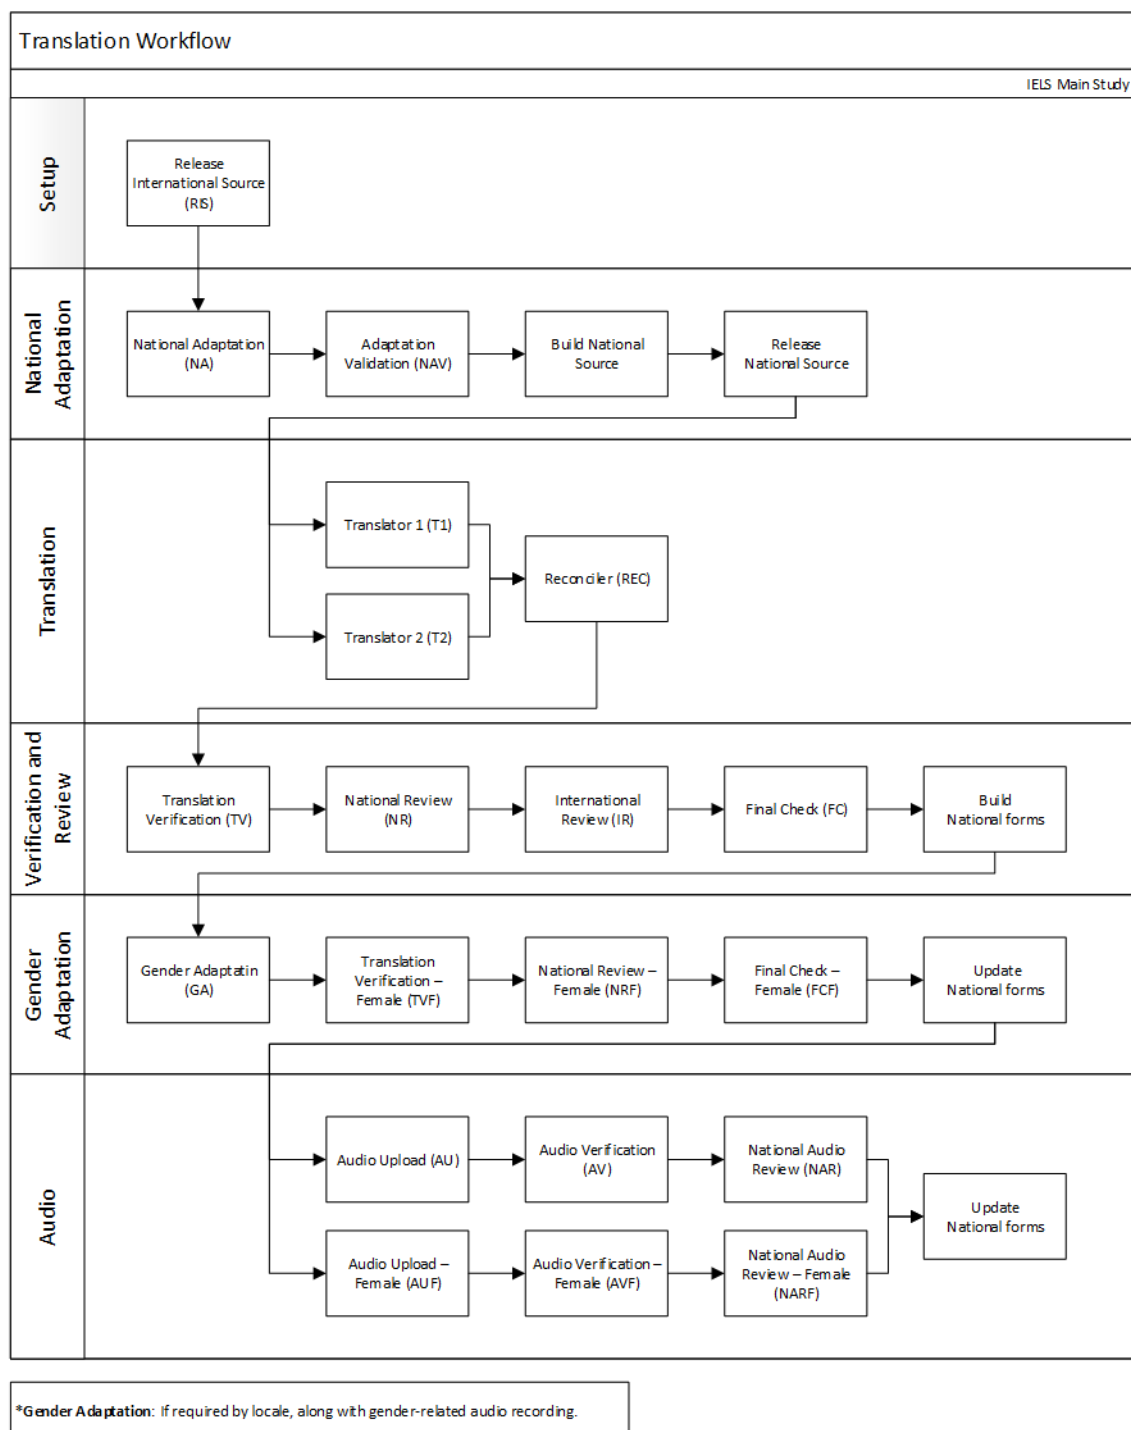 Translation Workflow
IELS Main Study
Setup
Release
International Source
(RIS)
National
Adaptation
National Adaptation
(NA)
Adaptation
Validation (NAV)
Build National
Source
Release
National Source
Translation
Translator 1 (T1)
Translator 2 (T2)
Reconciler (REC)
Verification and
Review
Translation
Verification (TV)
National Review
(NR)
International
Review (IR)
Final Check (FC)
Build
National forms
Gender
Adaptation
Gender Adaptatin
(GA)
Translation
Verification –
Female (TVF)
National Review –
Female (NRF)
Final Check –
Female (FCF)
Update
National forms
Audio
Audio Upload (AU)
Audio Verification
(AV)
National Audio
Review (NAR)
Audio Upload –
Female (AUF)
Audio Verification –
Female (AVF)
National Audio
Review – Female
(NARF)
Update
National forms
*Gender Adaptation: If required by locale, along with gender-related audio recording.